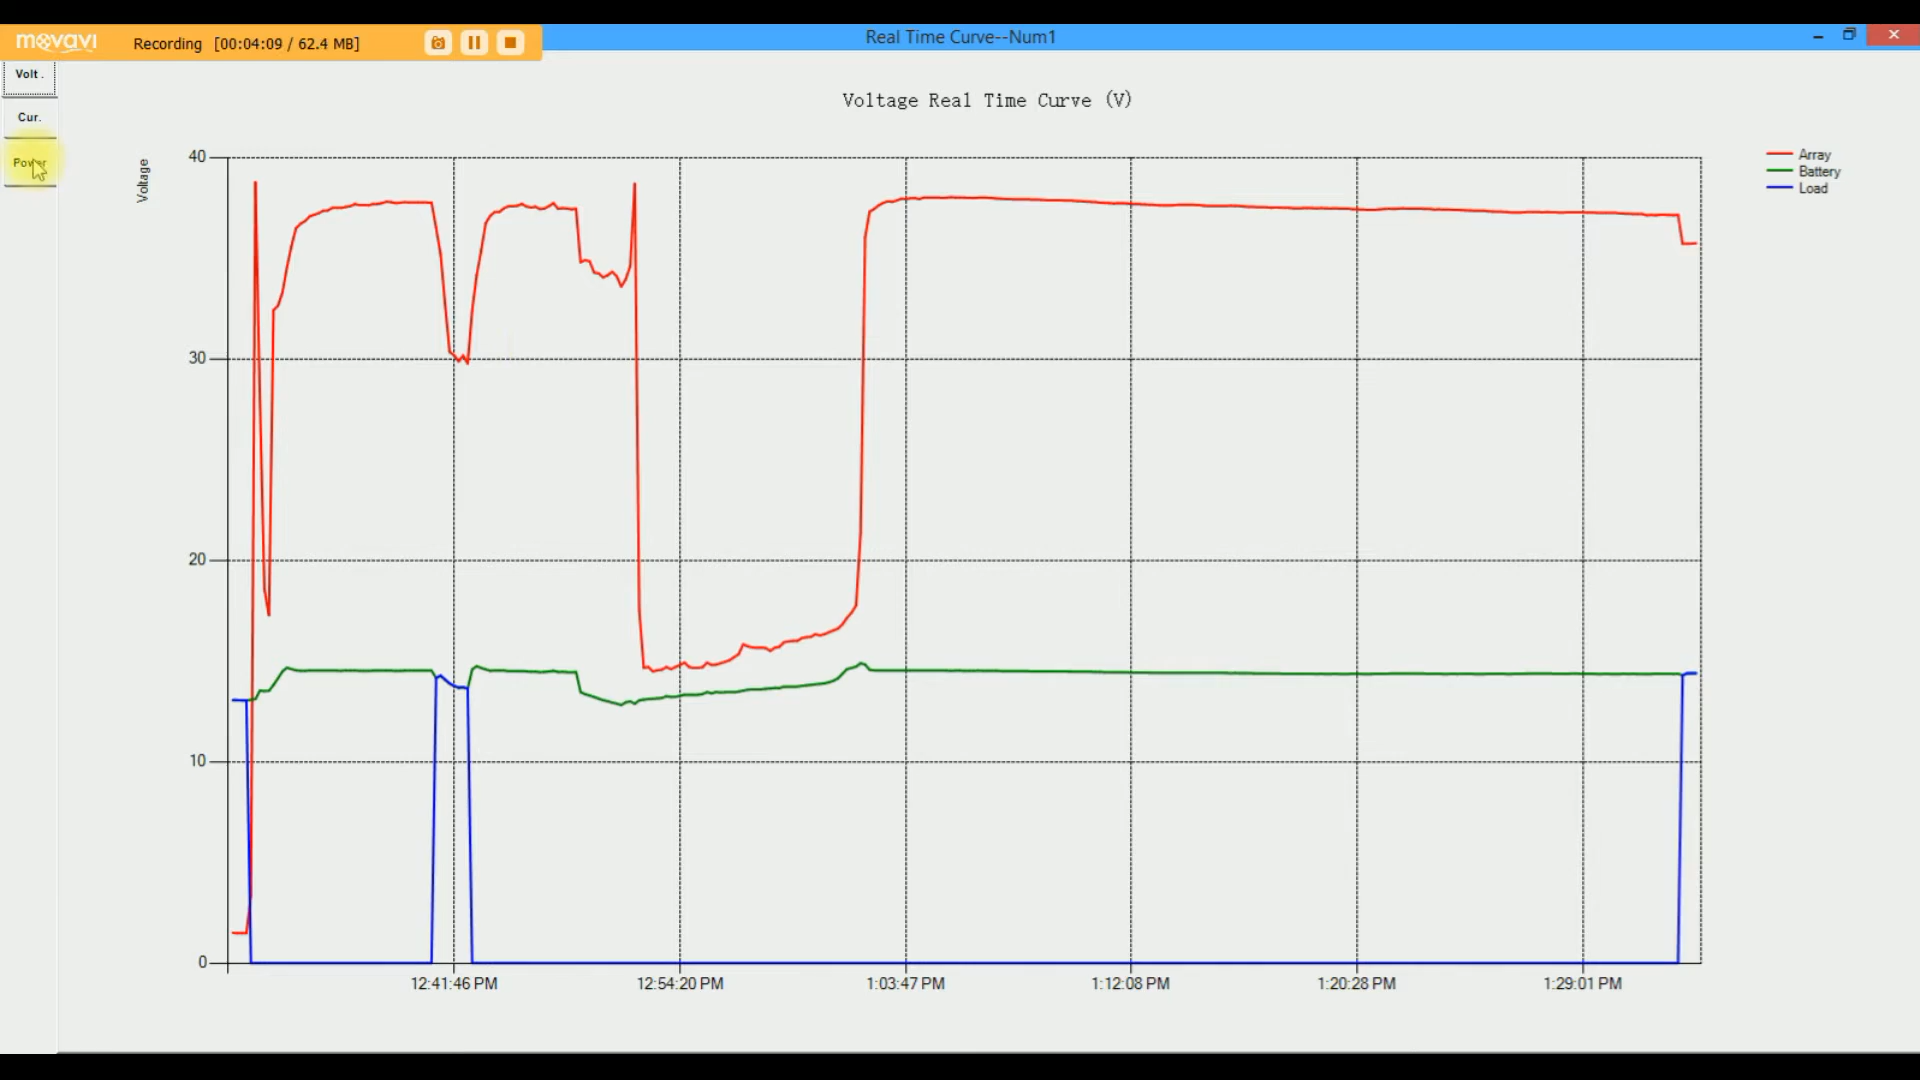 movavi
Recording [00:04:09 / 62.4 MB]
Real Time Curve--Num1
Volt .
Cur.
Power
Voltage Real Time Curve (V)
Voltage
40
30
20
10
0
12:41:46 PM
12:54:20 PM
1:03:47 PM
1:12:08 PM
1:20:28 PM
1:29:01 PM
Array
Battery
Load